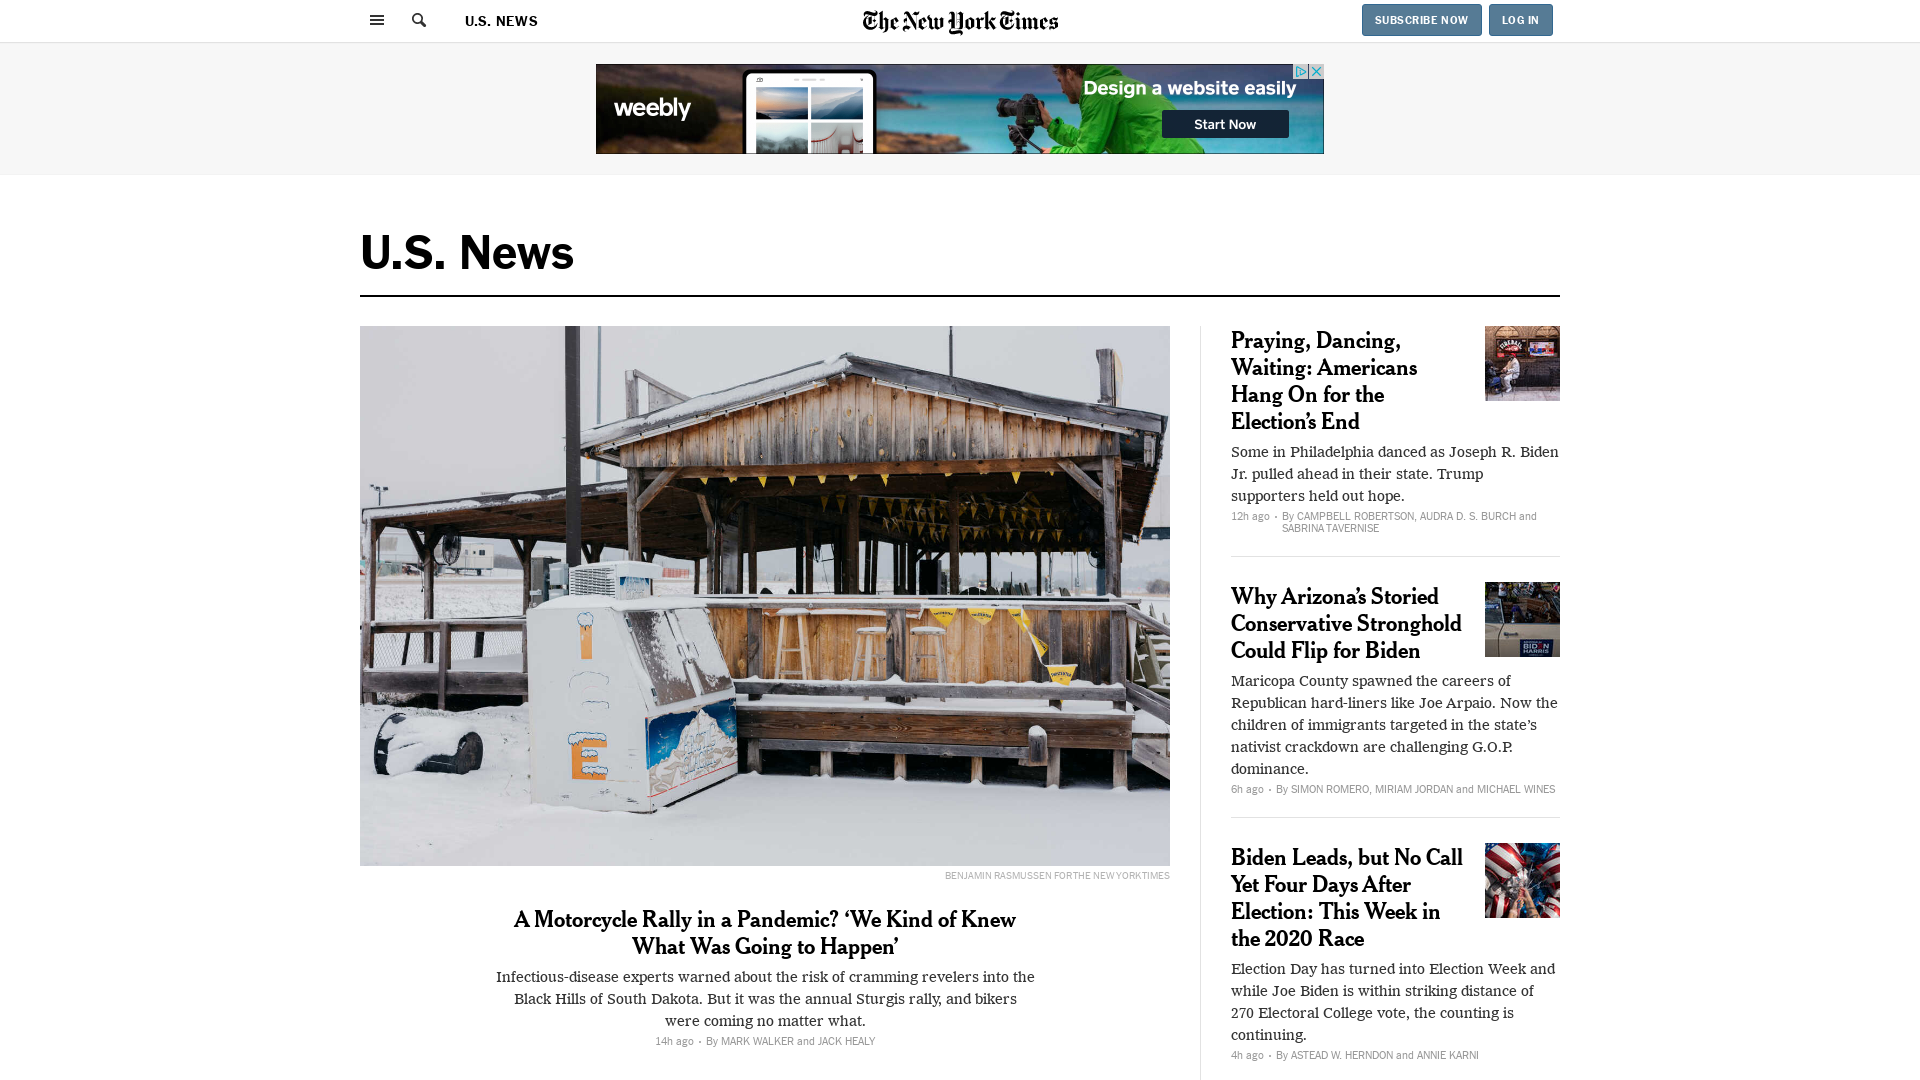 U.S. NEWS
The New York Times
SUBSCRIBE NOW
LOG IN
weebly
Design a website easily
Start Now
U.S. News
ICE
BENJAMIN RASMUSSEN FOR THE NEW YORK TIMES
A Motorcycle Rally in a Pandemic? ‘We Kind of Knew
What Was Going to Happen’
Infectious-disease experts warned about the risk of cramming revelers into the
Black Hills of South Dakota. But it was the annual Sturgis rally, and bikers
were coming no matter what.
14h ago • By MARK WALKER and JACK HEALY
Praying, Dancing,
Waiting: Americans
Hang On for the
Election’s End
Some in Philadelphia danced as Joseph R. Biden
Jr. pulled ahead in their state. Trump
supporters held out hope.
12h ago • By CAMPBELL ROBERTSON, AUDRA D. S. BURCH and
SABRINA TAVERNISE
Why Arizona’s Storied
Conservative Stronghold
Could Flip for Biden
BIDEN
HARRIS
Maricopa County spawned the careers of
Republican hard-liners like Joe Arpaio. Now the
children of immigrants targeted in the state’s
nativist crackdown are challenging G.O.P.
dominance.
6h ago • By SIMON ROMERO, MIRIAM JORDAN and MICHAEL WINES
Biden Leads, but No Call
Yet Four Days After
Election: This Week in
the 2020 Race
Election Day has turned into Election Week and
while Joe Biden is within striking distance of
270 Electoral College vote, the counting is
continuing.
4h ago • By ASTEAD W. HERNDON and ANNIE KARNI